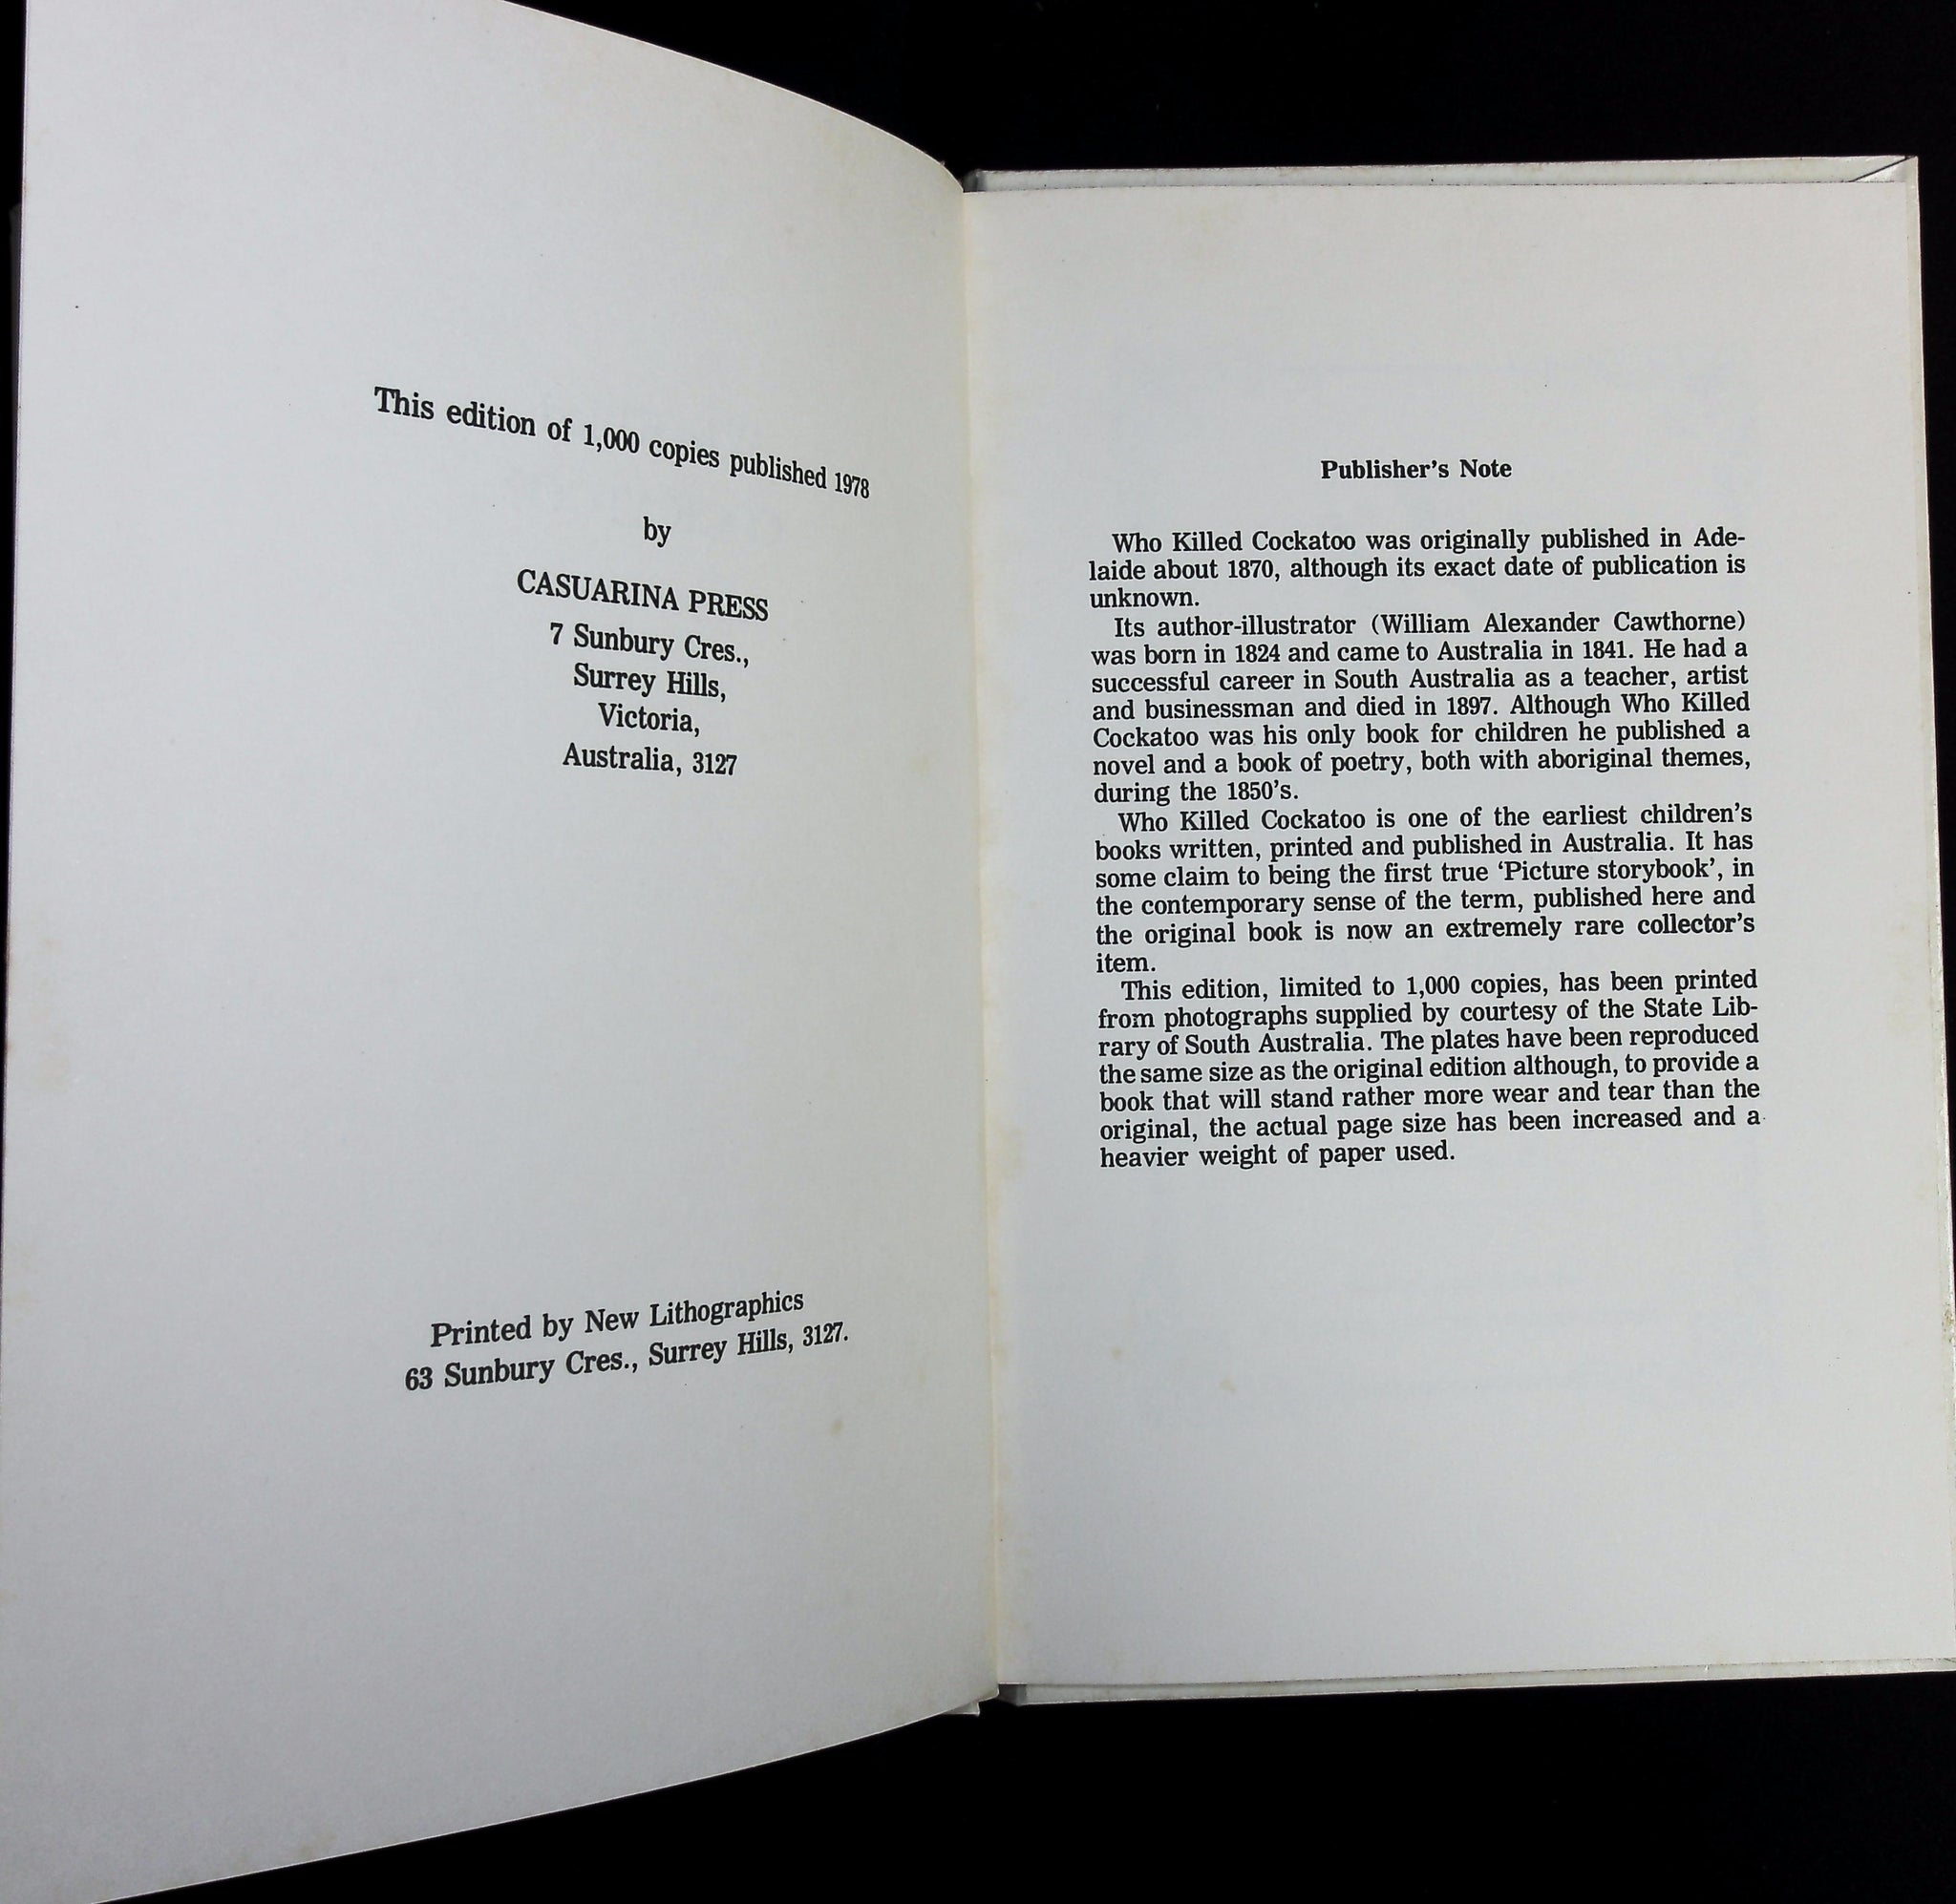 This edition of 1,000 copies published 1978
by
CASUARINA PRESS
7 Sunbury Cres.,
Surrey Hills,
Victoria,
Australia, 3127
Printed by New Lithographics
63 Sunbury Cres., Surrey Hills, 3127.
Publisher's Note
Who Killed Cockatoo was originally published in Ade-
laide about 1870, although its exact date of publication is
unknown.
Its author-illustrator (William Alexander Cawthorne)
was born in 1824 and came to Australia in 1841. He had a
successful career in South Australia as a teacher, artist
and businessman and died in 1897. Although Who Killed
Cockatoo was his only book for children he published a
novel and a book of poetry, both with aboriginal themes,
during the 1850's.
Who Killed Cockatoo is one of the earliest children's
books written, printed and published in Australia. It has
some claim to being the first true ‘Picture storybook’, in
the contemporary sense of the term, published here and
the original book is now an extremely rare collector's
item.
This edition, limited to 1,000 copies, has been printed
from photographs supplied by courtesy of the State Lib-
rary of South Australia. The plates have been reproduced
the same size as the original edition although, to provide a
book that will stand rather more wear and tear than the
original, the actual page size has been increased and a
heavier weight of paper used.